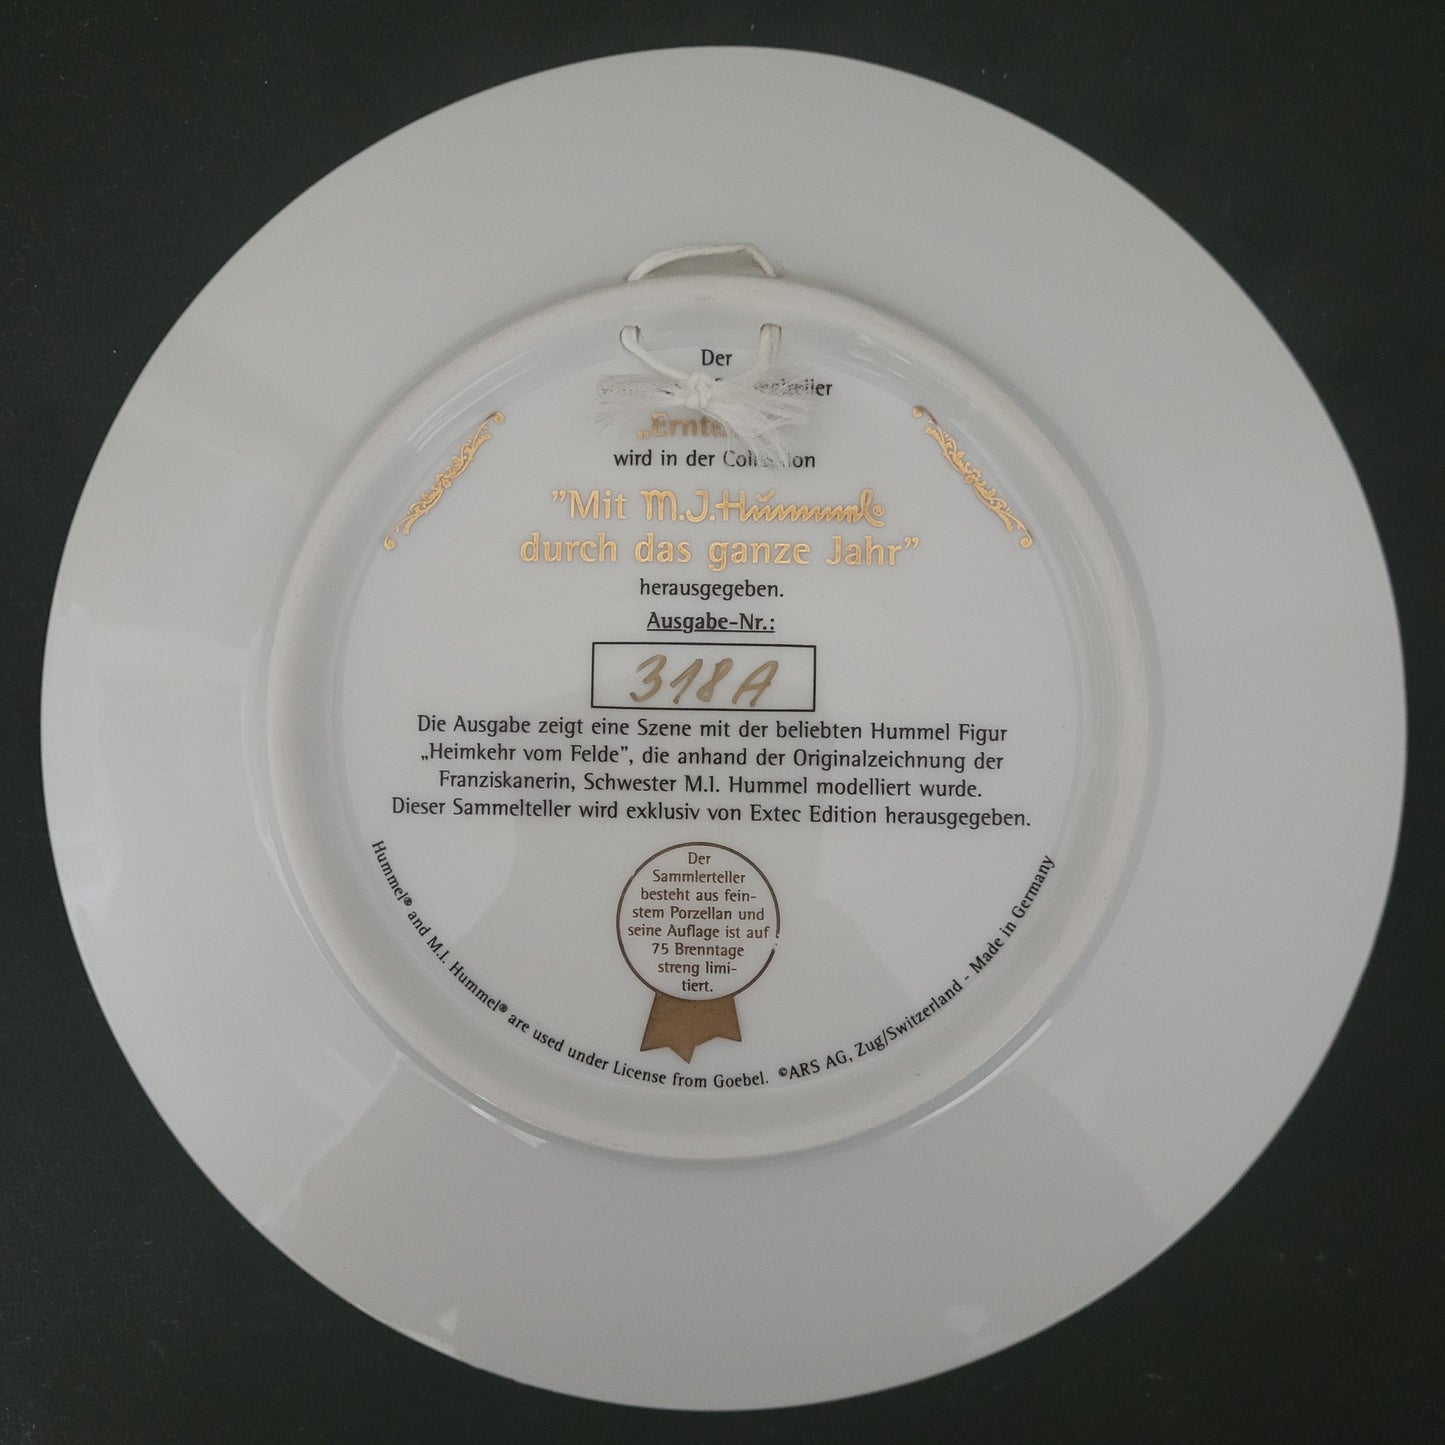 Der
wird in der
"Mit M.J. Hummel
durch das ganze Jahr"
herausgegeben.
Ausgabe-Nr.:
318 A
Die Ausgabe zeigt eine Szene mit der beliebten Hummel Figur
„Heimkehr vom Felde", die anhand der Originalzeichnung der
Franziskanerin, Schwester M.I. Hummel modelliert wurde.
Dieser Sammelteller wird exklusiv von Extec Edition herausgegeben.
Der
Sammlerteller
besteht aus fein-
stem Porzellan und
seine Auflage ist auf
75 Brenntage
streng limi-
tiert.
Hummel® and M.I. Hummel® are used under License from Goebel. ©ARS AG, Zug/Switzerland - Made in Germany